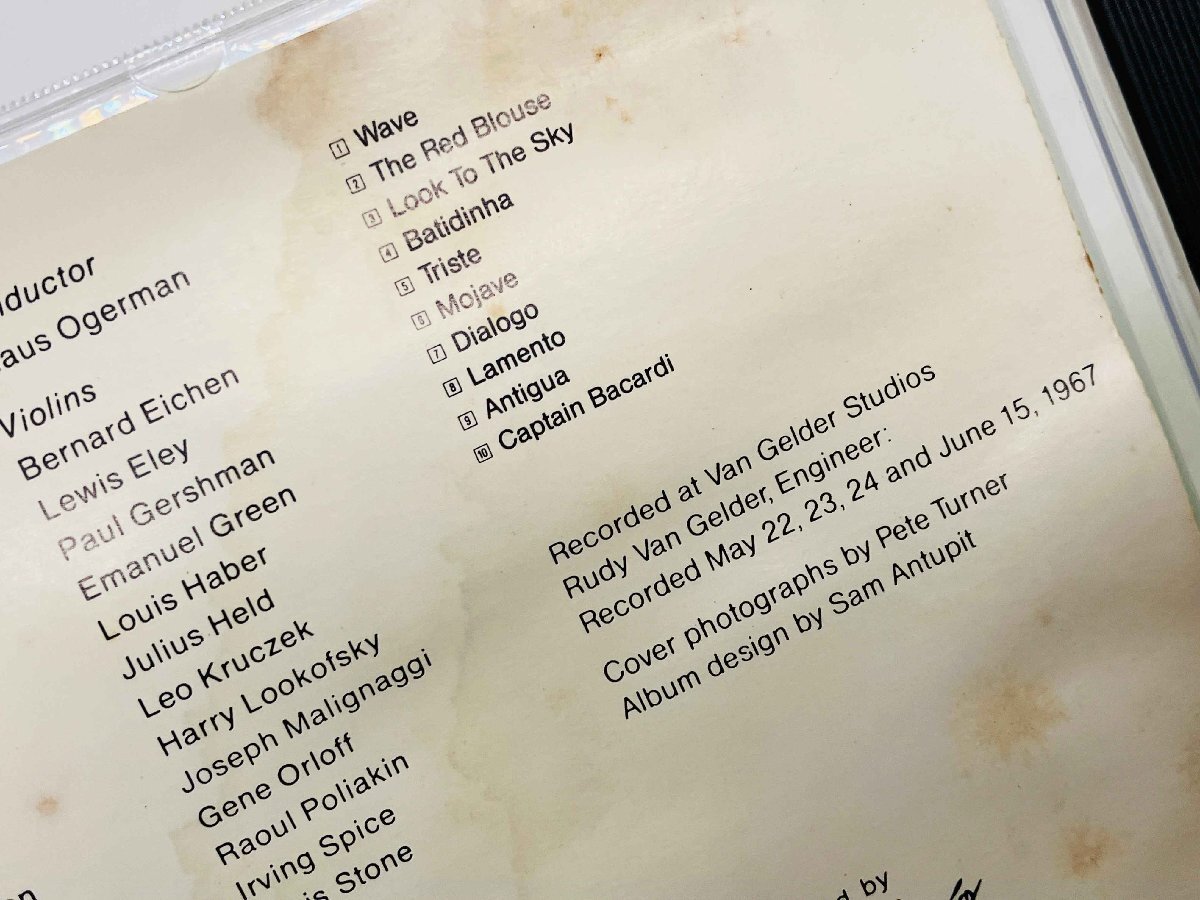 ductor
aus Ogerman
Violins
Bernard Eichen
Lewis Eley
Paul Gershman
Emanuel Green
Louis Haber
Julius Held
Leo Kruczek
Harry Lookofsky
Joseph Malignaggi
Gene Orloff
Raoul Poliakin
Irving Spice
is Stone
1 Wave
2 The Red Blouse
3 Look To The Sky
4 Batidinha
5 Triste
6 Mojave
7 Dialogo
8 Lamento
9 Antigua
10 Captain Bacardi
Recorded at Van Gelder Studios
Rudy Van Gelder, Engineer:
Recorded May 22, 23, 24 and June 15, 1967
Cover photographs by Pete Turner
Album design by Sam Antupit
d by